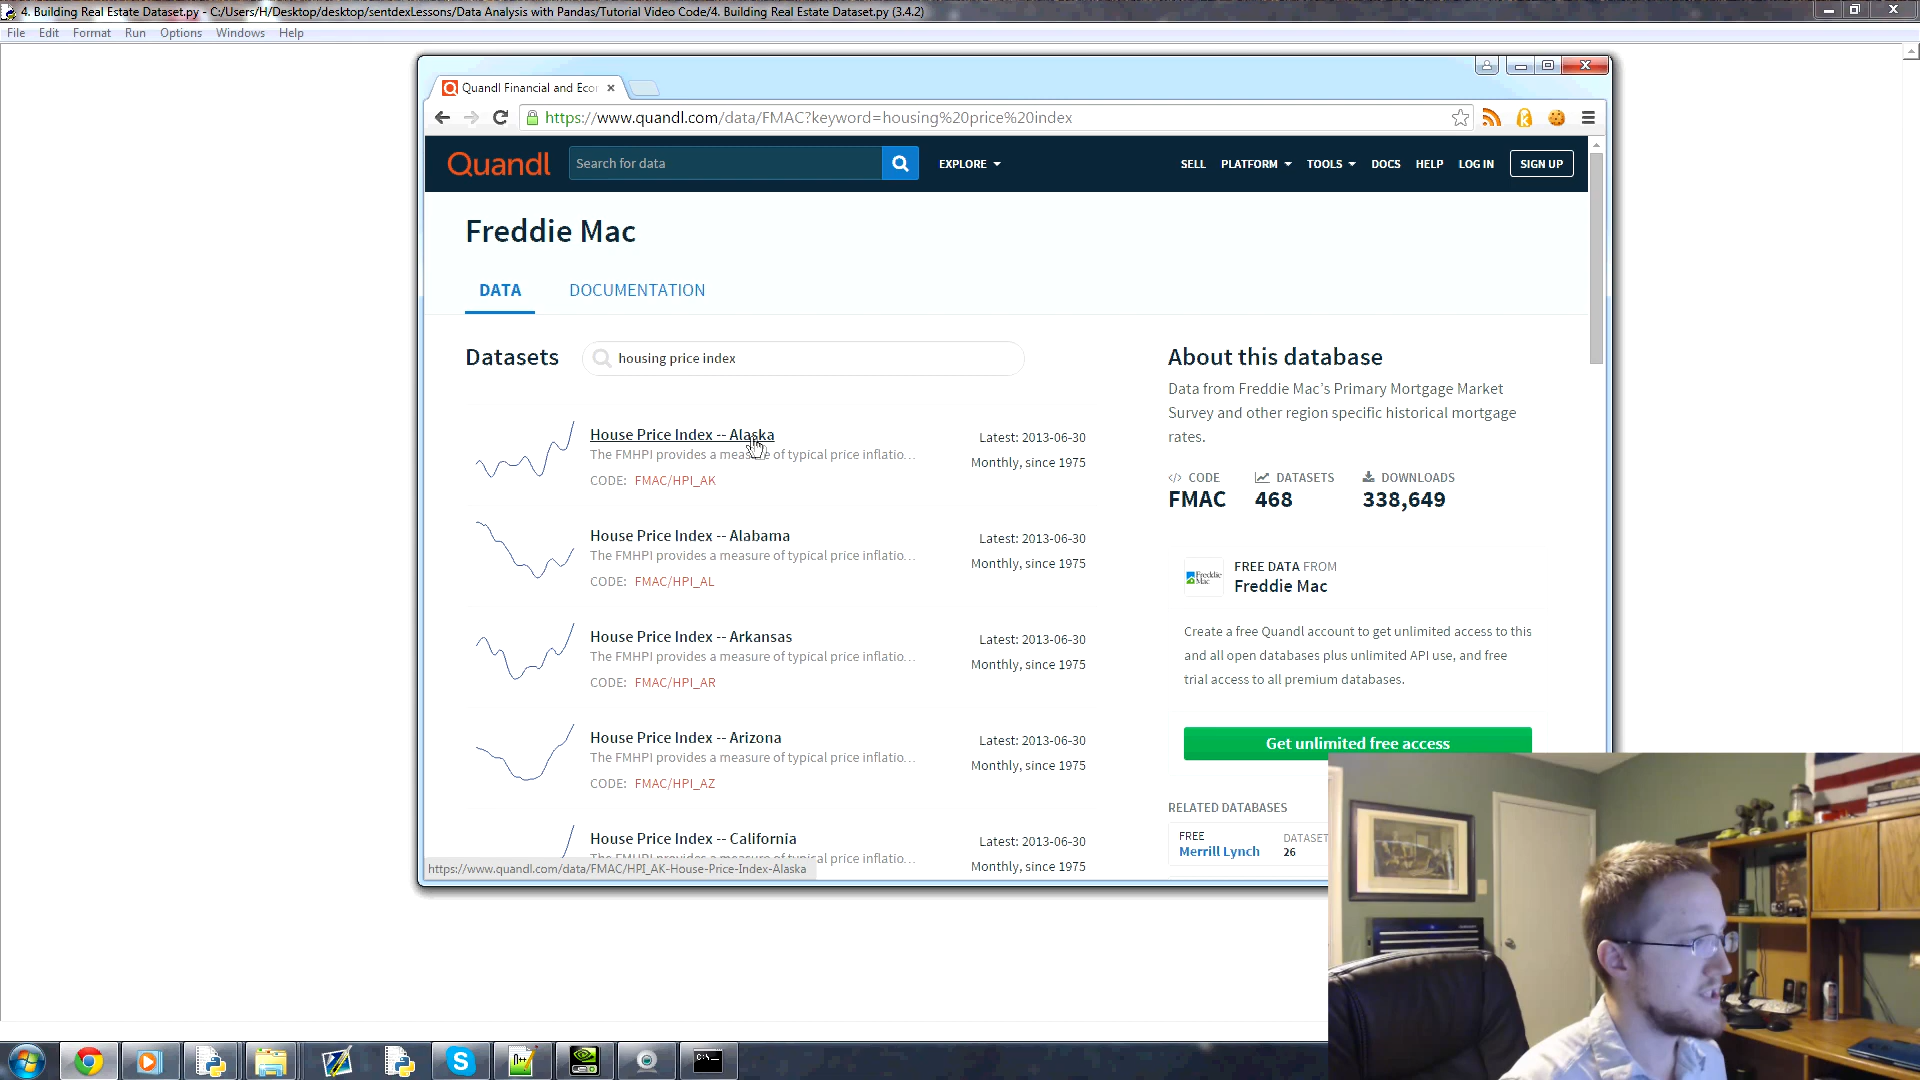 4. Building Real Estate Dataset.py - C:/Users/H/Desktop/desktop/sentdexLessons/Data Analysis with Pandas/Tutorial Video Code/4. Building Real Estate Dataset.py (3.4.2)
File Edit Format Run Options Windows Help
Quandl Financial and Eco
https://www.quandl.com/data/FMAC?keyword=housing%20price%20index
Quandl
Search for data
EXPLORE
SELL PLATFORM TOOLS DOCS HELP LOG IN SIGN UP
Freddie Mac
DATA DOCUMENTATION
Datasets
housing price index
House Price Index -- Alaska
The FMHPI provides a measure of typical price inflatio...
CODE: FMAC/HPI_AK
Latest: 2013-06-30
Monthly, since 1975
House Price Index -- Alabama
The FMHPI provides a measure of typical price inflatio...
CODE: FMAC/HPI_AL
Latest: 2013-06-30
Monthly, since 1975
House Price Index -- Arkansas
The FMHPI provides a measure of typical price inflatio...
CODE: FMAC/HPI_AR
Latest: 2013-06-30
Monthly, since 1975
House Price Index -- Arizona
The FMHPI provides a measure of typical price inflatio...
CODE: FMAC/HPI_AZ
Latest: 2013-06-30
Monthly, since 1975
House Price Index -- California
The FMHPI provides a measure of typical price inflatio...
Latest: 2013-06-30
Monthly, since 1975
https://www.quandl.com/data/FMAC/HPI_AK-House-Price-Index-Alaska
About this database
Data from Freddie Mac's Primary Mortgage Market
Survey and other region specific historical mortgage
rates.
</> CODE DATASETS DOWNLOADS
FMAC 468 338,649
Freddie
Mac
FREE DATA FROM
Freddie Mac
Create a free Quandl account to get unlimited access to this
and all open databases plus unlimited API use, and free
trial access to all premium databases.
Get unlimited free access
RELATED DATABASES
FREE DATASET
Merrill Lynch 26